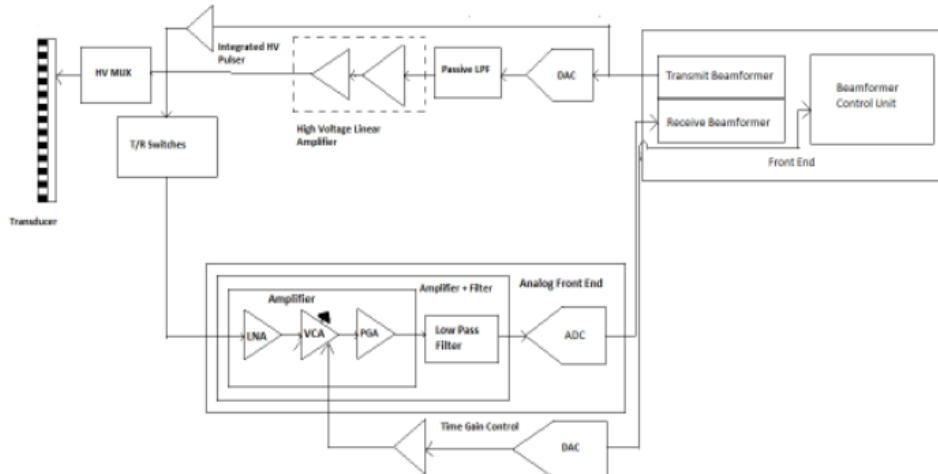 Integrated HV
Pulser
HV MUX
Passive LPF
DAC
Transmit Beamformer
Receive Beamformer
Beamformer
Control Unit
Front End
High Voltage Linear
Amplifier
T/R Switches
Transducer
Analog Front End
Amplifier + Filter
Amplifier
LNA
VCA
PGA
Low Pass
Filter
ADC
Time Gain Control
DAC